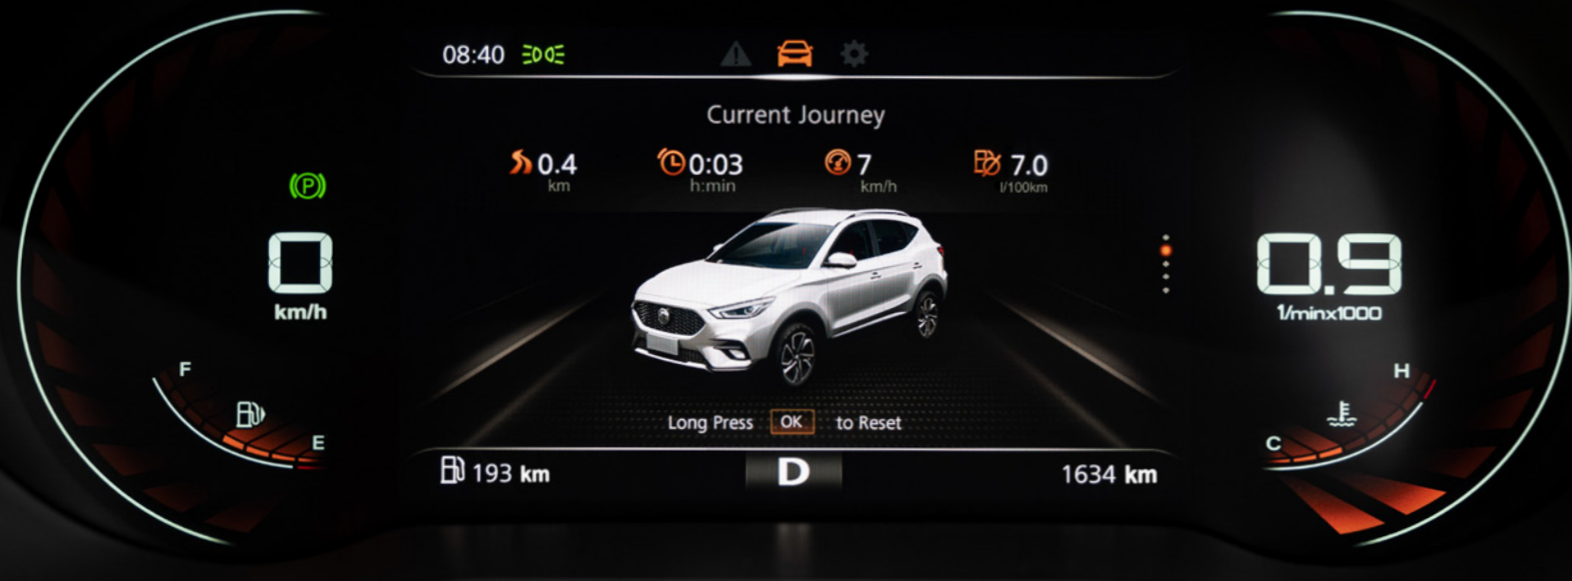 08:40
Current Journey
0.4 0:03 7 7.0
km h:min km/h l/100km
P
0 0.9
km/h 1/minx1000
F H
E C
Long Press OK to Reset
193 km D 1634 km